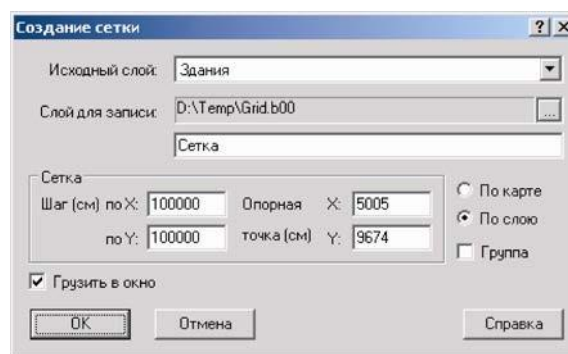 Создание сетки
Исходный слой: Здания
Слой для записи: D:\Temp\Grid.b00 ...
Сетка
Сетка
Шаг (см) по X: 100000 Опорная X: 5005 По карте
по Y: 100000 точка (см) Y: 9674 По слою
Группа
Грузить в окно
OK Отмена Справка